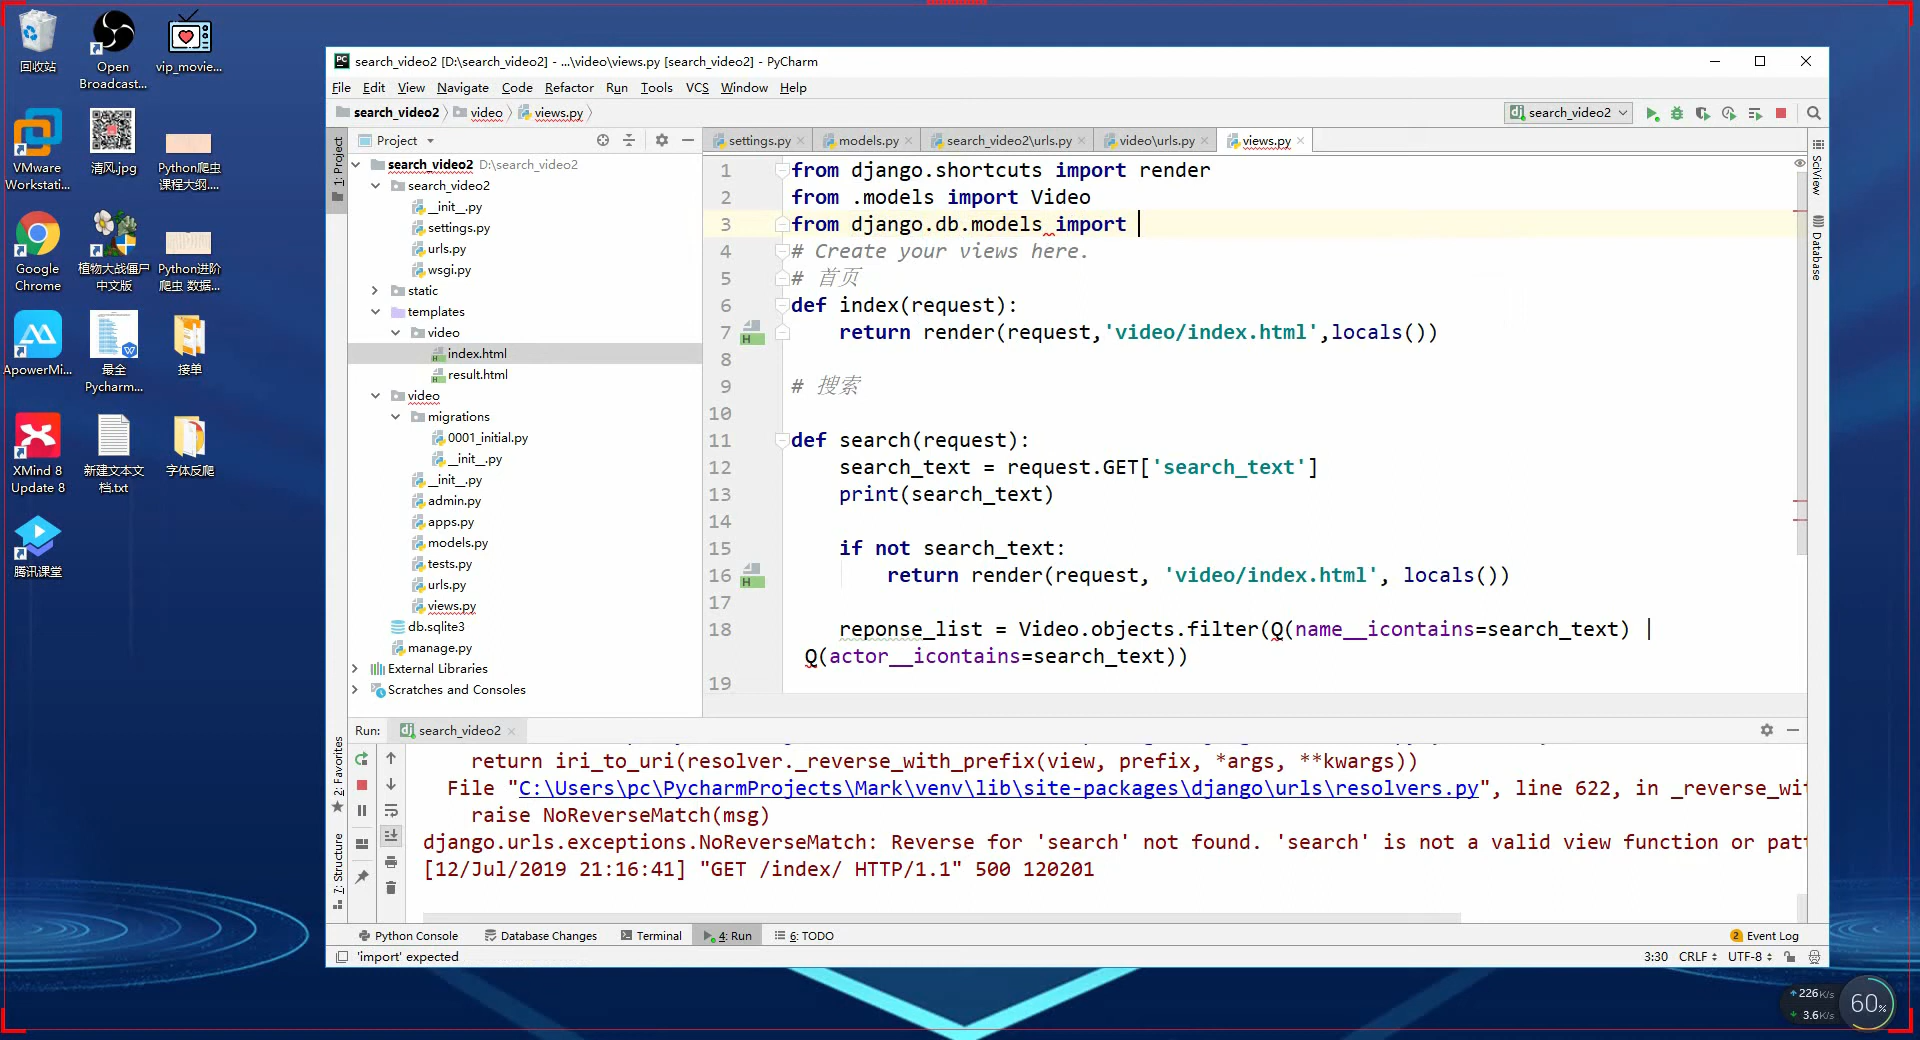 回收站
Open
Broadcast...
vip_movie...
VMware
Workstati...
清风.jpg
Python爬虫
课程大纲....
Google
Chrome
植物大战僵尸
中文版
Python进阶
爬虫 数据...
ApowerMi...
最全
Pycharm...
接单
XMind 8
Update 8
新建文本文
档.txt
字体反爬
腾讯课堂
search_video2 [D:\search_video2] - ...\video\views.py [search_video2] - PyCharm
File Edit View Navigate Code Refactor Run Tools VCS Window Help
search_video2 video views.py
search_video2
1: Project
Project
settings.py models.py search_video2\urls.py video\urls.py views.py
search_video2 D:\search_video2
search_video2
__init__.py
settings.py
urls.py
wsgi.py
static
templates
video
index.html
result.html
video
migrations
0001_initial.py
__init__.py
__init__.py
admin.py
apps.py
models.py
tests.py
urls.py
views.py
db.sqlite3
manage.py
External Libraries
Scratches and Consoles
1 from django.shortcuts import render
2 from .models import Video
3 from django.db.models import
4 # Create your views here.
5 # 首页
6 def index(request):
7 return render(request,'video/index.html',locals())
8
9 # 搜索
10
11 def search(request):
12 search_text = request.GET['search_text']
13 print(search_text)
14
15 if not search_text:
16 return render(request, 'video/index.html', locals())
17
18 reponse_list = Video.objects.filter(Q(name__icontains=search_text) |
Q(actor__icontains=search_text))
19
SciView
Database
Run: search_video2
2: Favorites
7: Structure
return iri_to_uri(resolver._reverse_with_prefix(view, prefix, *args, **kwargs))
File "C:\Users\pc\PycharmProjects\Mark\venv\lib\site-packages\django\urls\resolvers.py", line 622, in _reverse_wi
raise NoReverseMatch(msg)
django.urls.exceptions.NoReverseMatch: Reverse for 'search' not found. 'search' is not a valid view function or pat
[12/Jul/2019 21:16:41] "GET /index/ HTTP/1.1" 500 120201
Python Console Database Changes Terminal 4: Run 6: TODO 2 Event Log
'import' expected 3:30 CRLF UTF-8
226K/s
3.6K/s
60%